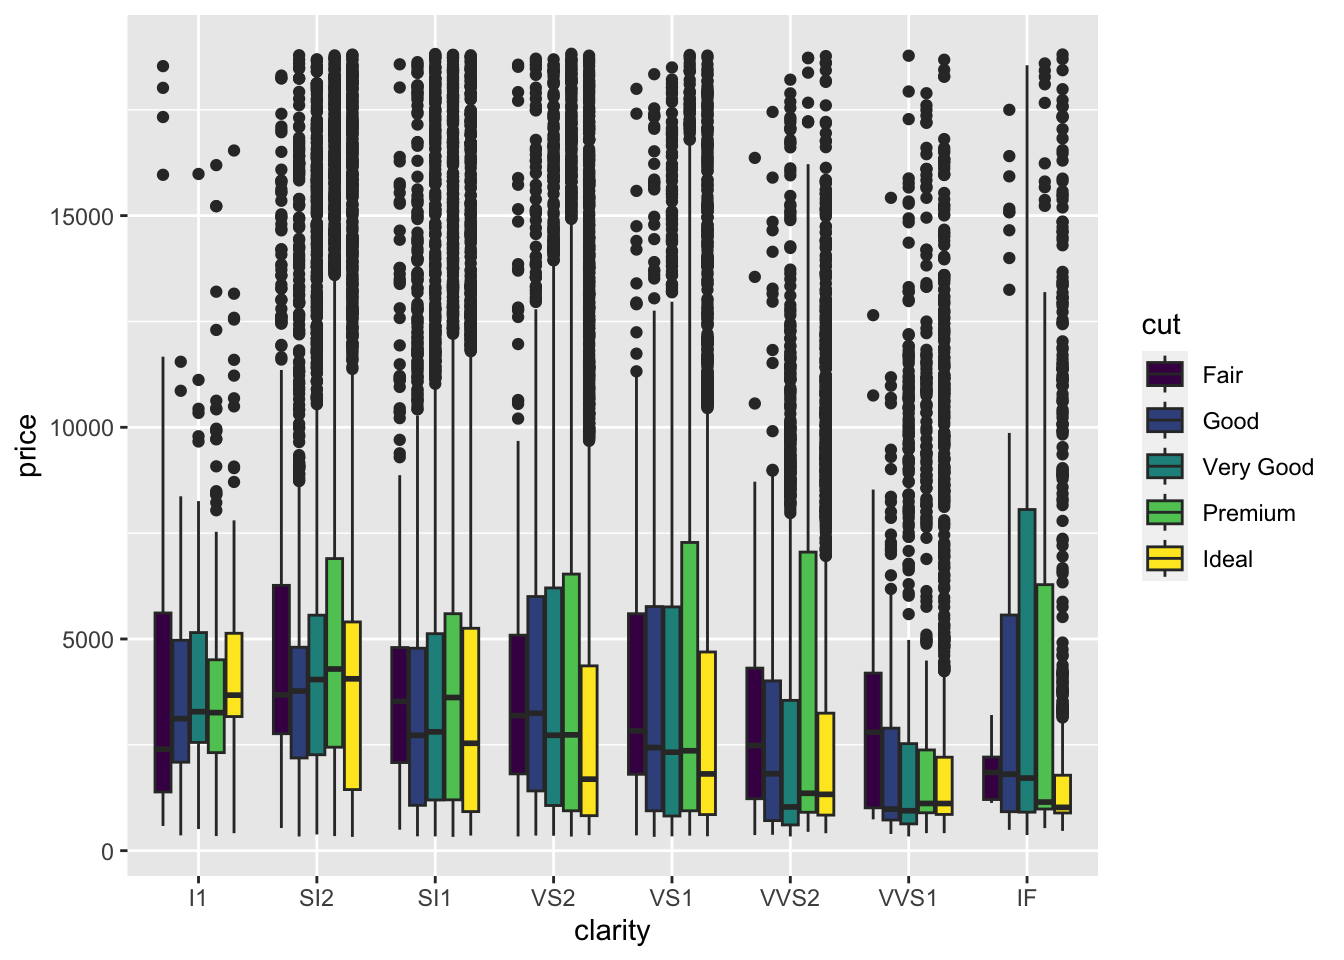 15000
10000
5000
0
price
I1 SI2 SI1 VS2 VS1 VVS2 VVS1 IF
clarity
cut
Fair
Good
Very Good
Premium
Ideal